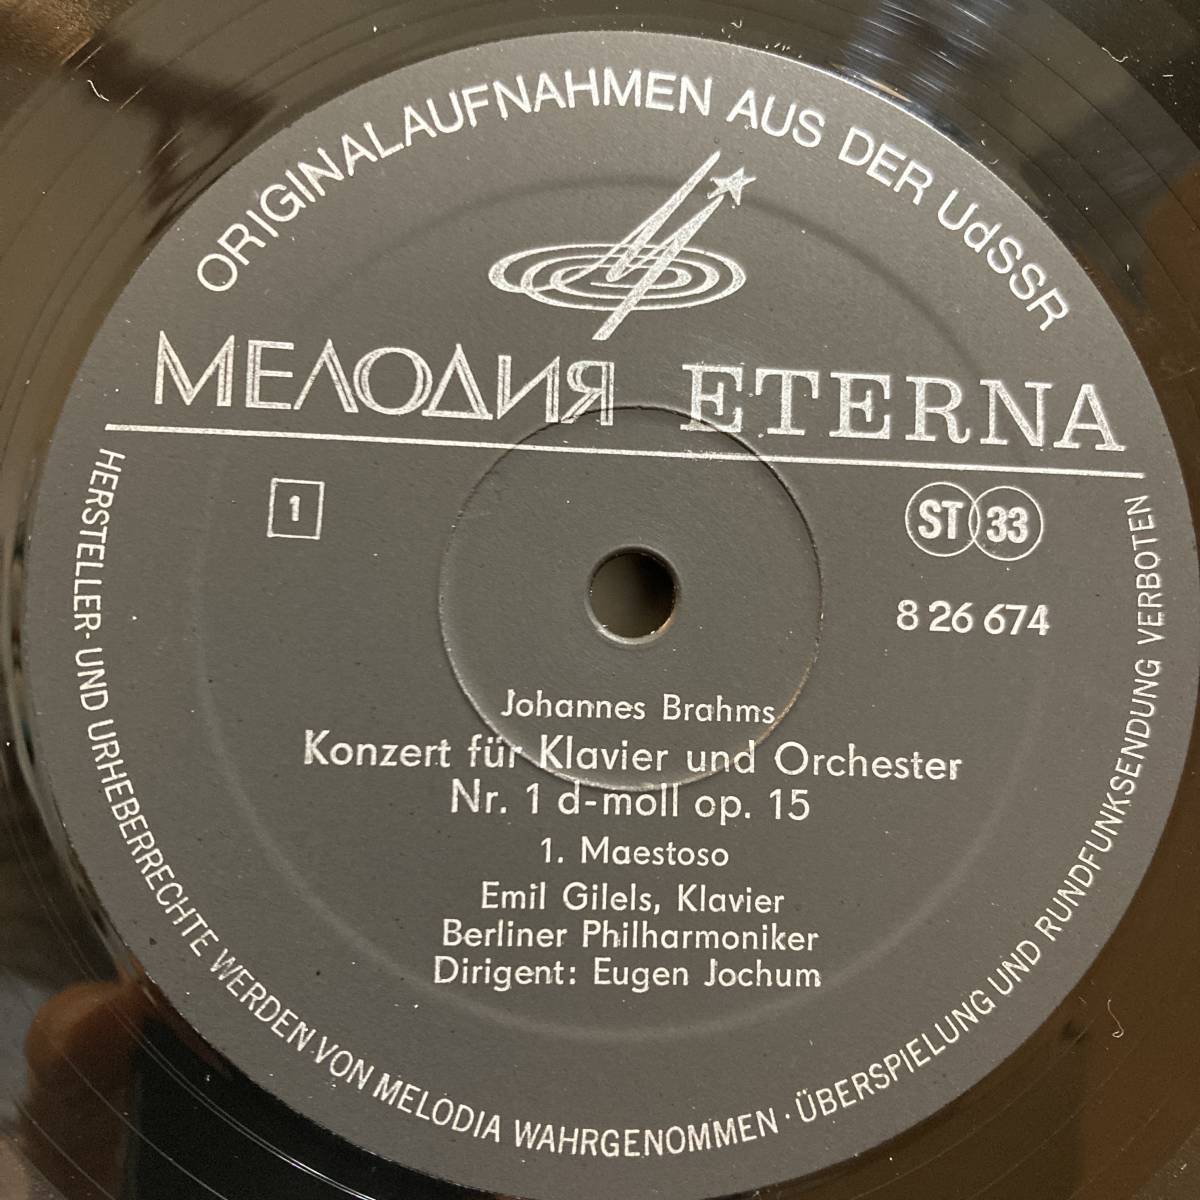 ORIGINALAUFNAHMEN AUS DER UdSSR
МЕЛОДИЯ ETERNA
1
ST 33
8 26 674
Johannes Brahms
Konzert für Klavier und Orchester
Nr. 1 d-moll op. 15
1. Maestoso
Emil Gilels, Klavier
Berliner Philharmoniker
Dirigent: Eugen Jochum
HERSTELLER- UND URHEBERRECHTE WERDEN VON MELODIA WAHRGENOMMEN · ÜBERSPIELUNG UND RUNDFUNKSENDUNG VERBOTEN